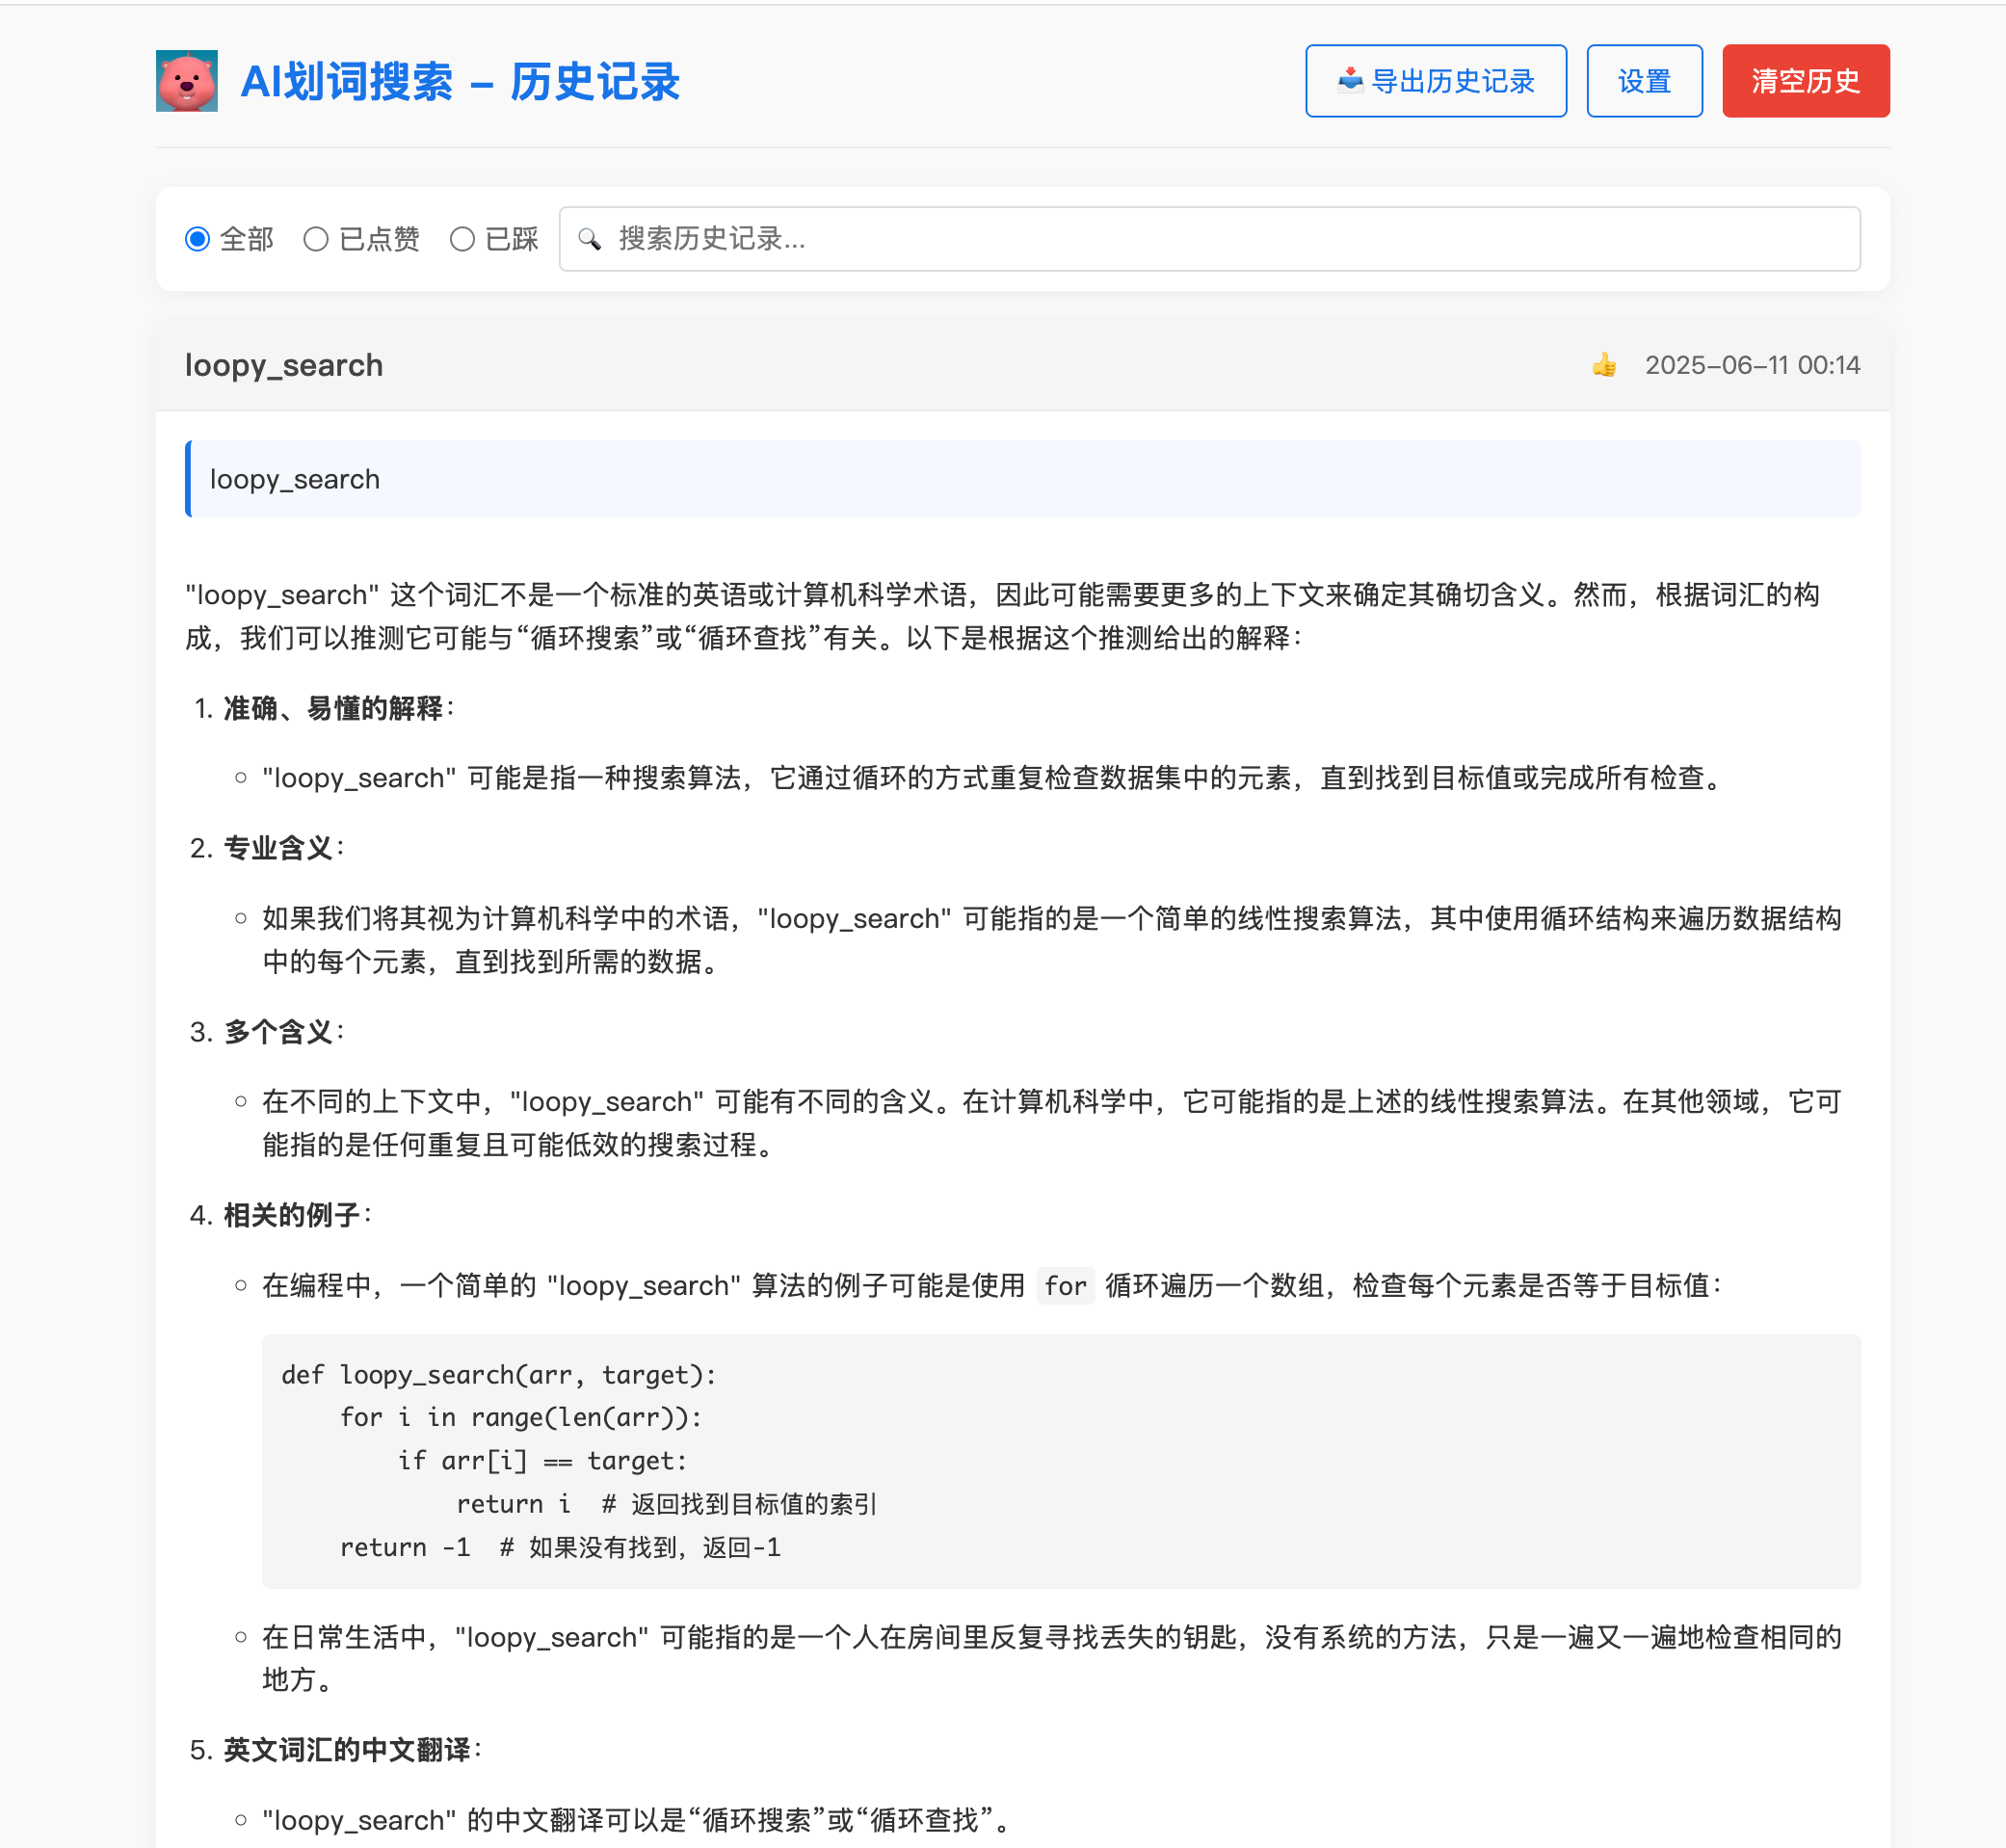 AI划词搜索 – 历史记录
📤 导出历史记录
设置
清空历史
全部
已点赞
已踩
🔍 搜索历史记录...
loopy_search
👍 2025-06-11 00:14
loopy_search
"loopy_search" 这个词汇不是一个标准的英语或计算机科学术语，因此可能需要更多的上下文来确定其确切含义。然而，根据词汇的构
成，我们可以推测它可能与“循环搜索”或“循环查找”有关。以下是根据这个推测给出的解释：
1. 准确、易懂的解释：
○ "loopy_search" 可能是指一种搜索算法，它通过循环的方式重复检查数据集中的元素，直到找到目标值或完成所有检查。
2. 专业含义：
○ 如果我们将其视为计算机科学中的术语，"loopy_search" 可能指的是一个简单的线性搜索算法，其中使用循环结构来遍历数据结构
中的每个元素，直到找到所需的数据。
3. 多个含义：
○ 在不同的上下文中，"loopy_search" 可能有不同的含义。在计算机科学中，它可能指的是上述的线性搜索算法。在其他领域，它可
能指的是任何重复且可能低效的搜索过程。
4. 相关的例子：
○ 在编程中，一个简单的 "loopy_search" 算法的例子可能是使用 for 循环遍历一个数组，检查每个元素是否等于目标值：
def loopy_search(arr, target):
    for i in range(len(arr)):
        if arr[i] == target:
            return i  # 返回找到目标值的索引
    return -1  # 如果没有找到，返回-1
○ 在日常生活中，"loopy_search" 可能指的是一个人在房间里反复寻找丢失的钥匙，没有系统的方法，只是一遍又一遍地检查相同的
地方。
5. 英文词汇的中文翻译：
○ "loopy_search" 的中文翻译可以是“循环搜索”或“循环查找”。